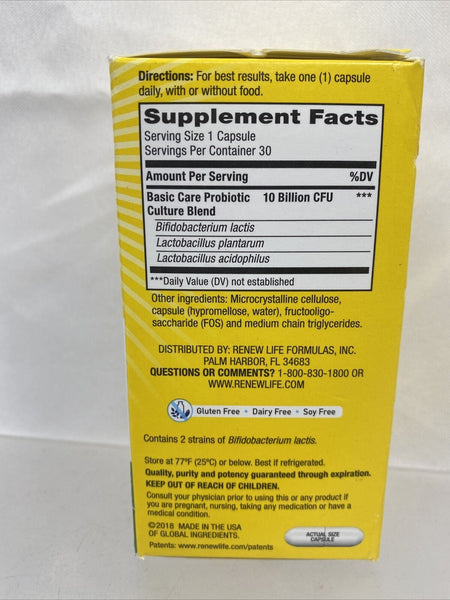 Directions: For best results, take one (1) capsule
daily, with or without food.
Supplement Facts
Serving Size 1 Capsule
Servings Per Container 30
Amount Per Serving %DV
Basic Care Probiotic 10 Billion CFU ***
Culture Blend
Bifidobacterium lactis
Lactobacillus plantarum
Lactobacillus acidophilus
***Daily Value (DV) not established
Other ingredients: Microcrystalline cellulose,
capsule (hypromellose, water), fructooligo-
saccharide (FOS) and medium chain triglycerides.
DISTRIBUTED BY: RENEW LIFE FORMULAS, INC.
PALM HARBOR, FL 34683
QUESTIONS OR COMMENTS? 1-800-830-1800 OR
WWW.RENEWLIFE.COM
Gluten Free • Dairy Free • Soy Free
Contains 2 strains of Bifidobacterium lactis.
Store at 77ºF (25ºC) or below. Best if refrigerated.
Quality, purity and potency guaranteed through expiration.
KEEP OUT OF REACH OF CHILDREN.
Consult your physician prior to using this or any product if
you are pregnant, nursing, taking any medication or have a
medical condition.
©2018 MADE IN THE USA
OF GLOBAL INGREDIENTS.
Patents: www.renewlife.com/patents
ACTUAL SIZE
CAPSULE